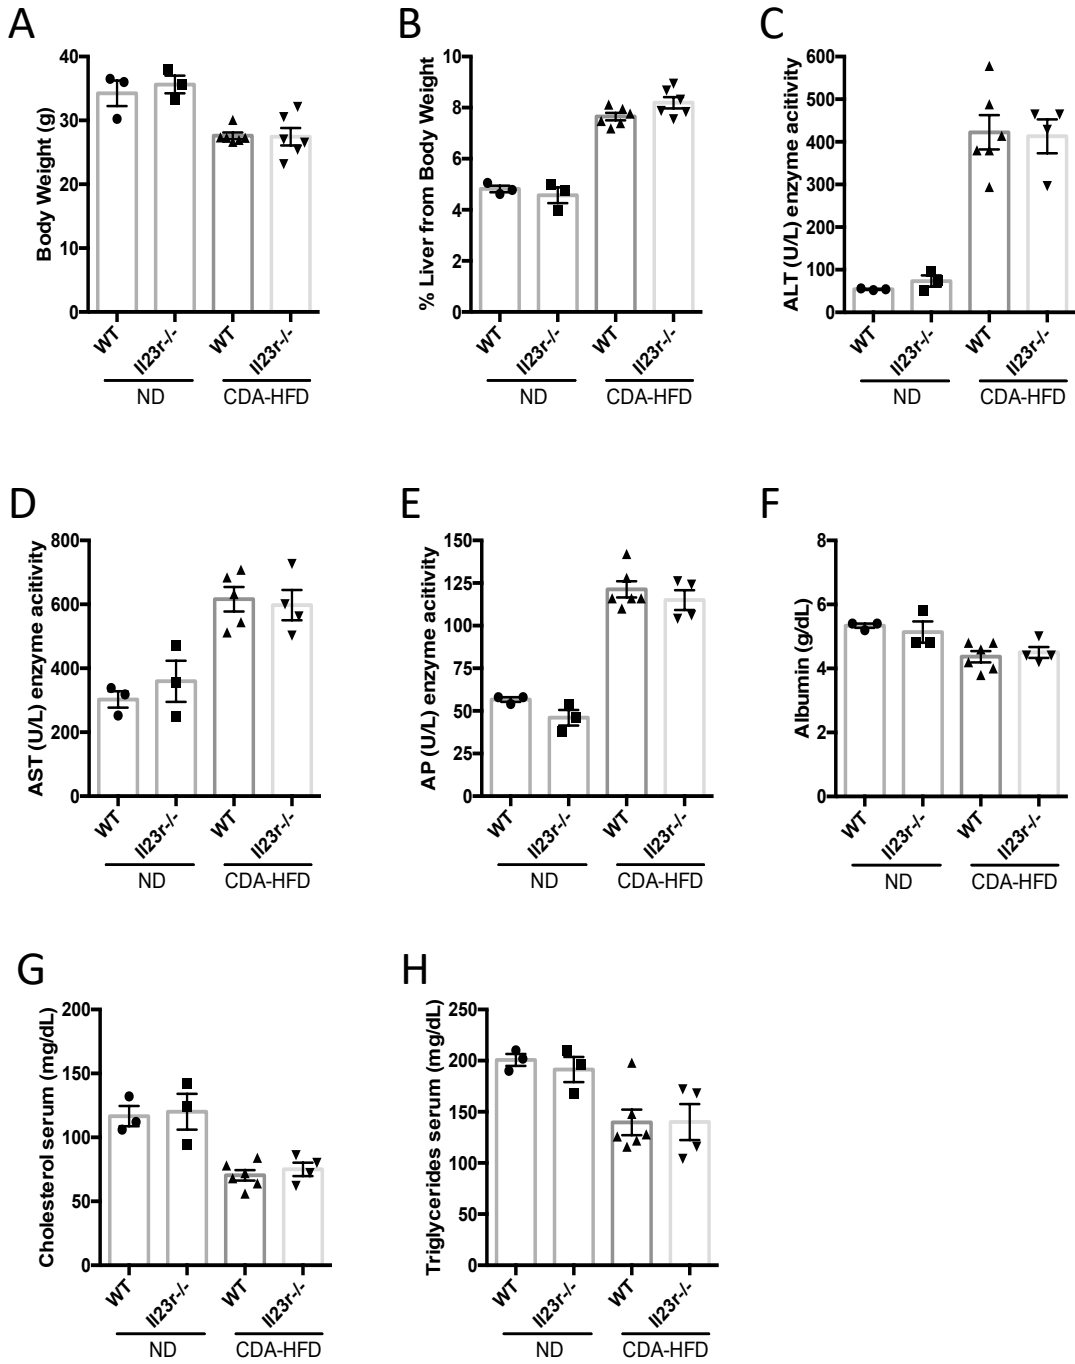 A
Body Weight (g)
40
30
20
10
0
WT
Il23r-/-
WT
Il23r-/-
ND
CDA-HFD
B
% Liver from Body Weight
10
8
6
4
2
0
WT
Il23r-/-
WT
Il23r-/-
ND
CDA-HFD
C
ALT (U/L) enzyme acitivity
600
500
400
300
200
100
0
WT
Il23r-/-
WT
Il23r-/-
ND
CDA-HFD
D
AST (U/L) enzyme acitivity
800
600
400
200
0
WT
Il23r-/-
WT
Il23r-/-
ND
CDA-HFD
E
AP (U/L) enzyme acitivity
150
125
100
75
50
25
0
WT
Il23r-/-
WT
Il23r-/-
ND
CDA-HFD
F
Albumin (g/dL)
8
6
4
2
0
WT
Il23r-/-
WT
Il23r-/-
ND
CDA-HFD
G
Cholesterol serum (mg/dL)
200
150
100
50
0
WT
Il23r-/-
WT
Il23r-/-
ND
CDA-HFD
H
Triglycerides serum (mg/dL)
250
200
150
100
50
0
WT
Il23r-/-
WT
Il23r-/-
ND
CDA-HFD